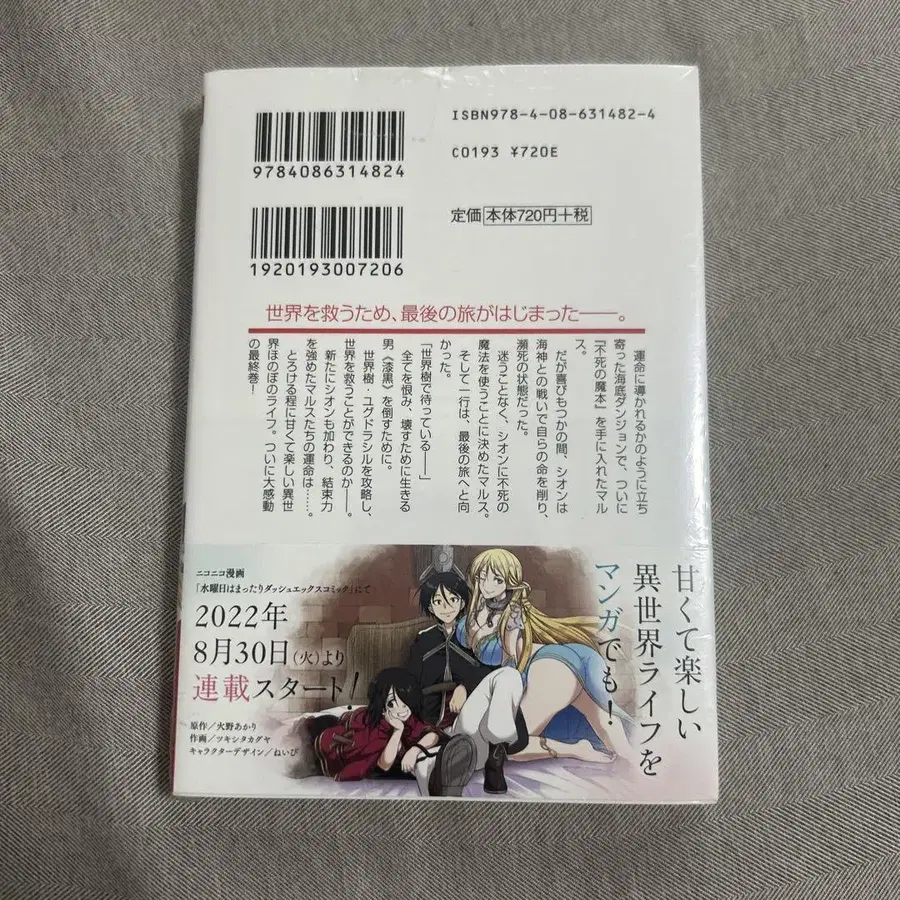 ISBN978-4-08-631482-4
C0193 ¥720E
9784086314824
定価 本体720円+税
1920193007206
世界を救うため、最後の旅がはじまった――。
運命に導かれるかのように立ち
寄った海底ダンジョンで、ついに
『不死の魔本』を手に入れたマル
ス。
だが喜びもつかの間、シオンは
海神との戦いで自らの命を削り、
瀕死の状態だった。
迷うことなく、シオンに不死の
魔法を使うことに決めたマルス。
そして一行は、最後の旅へと向
かった。
「世界樹で待っている――」
全てを恨み、壊すために生きる
男《漆黒》を倒すために。
世界樹・ユグドラシルを攻略し、
世界を救うことができるのか――。
新たにシオンも加わり、結束力
を強めたマルスたちの運命は……。
とろける程に甘くて楽しい異世
界ほのぼのライフ。ついに大感動
の最終巻!
甘くて楽しい
異世界ライフを
マンガでも!
ニコニコ漫画
「水曜日はまったりダッシュエックスコミック」にて
2022年
8月30日(火)より
連載スタート!
原作/火野あかり
作画/ツキシタカグヤ
キャラクターデザイン/ねいび